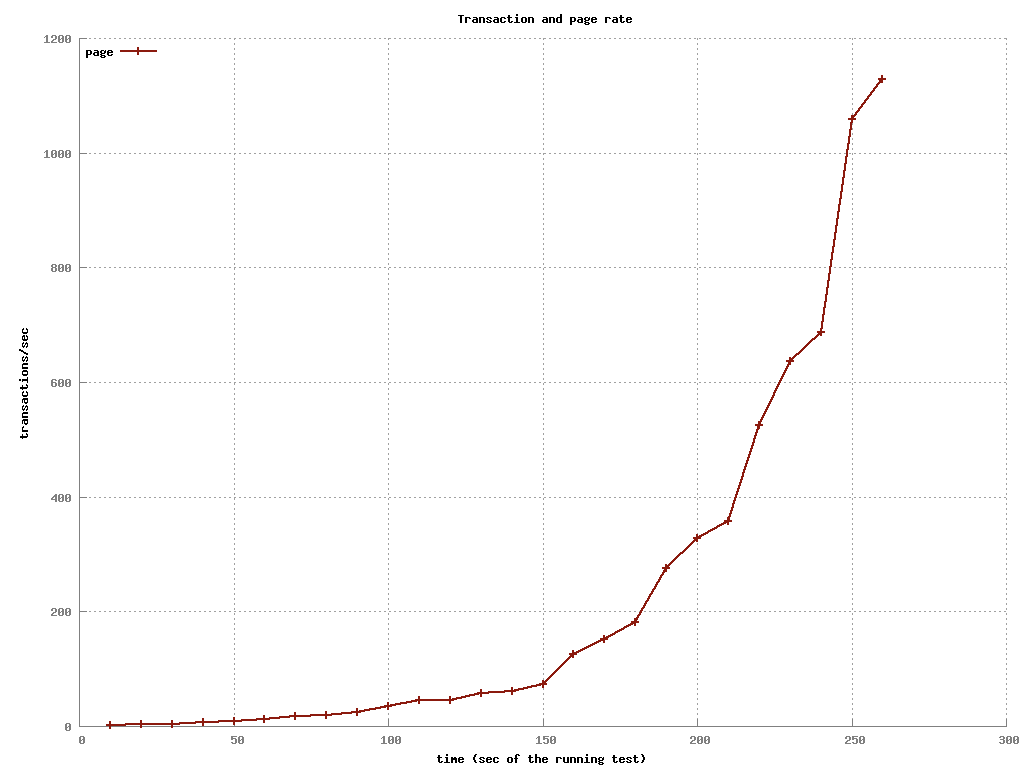 Transaction and page rate
page
1200
1000
800
600
400
200
0
transactions/sec
0 50 100 150 200 250 300
time (sec of the running test)